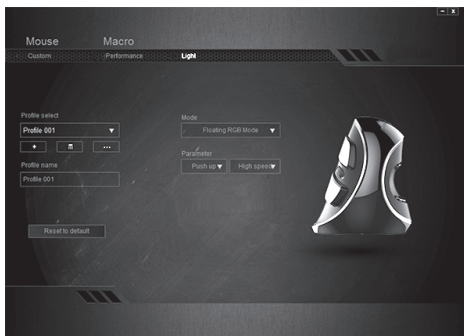 - x
Mouse Macro
Custom Performance Light
Profile select
Profile 001
+ ...
Profile name
Profile 001
Reset to default
Mode
Floating RGB Mode
Parameter
Push up High speed